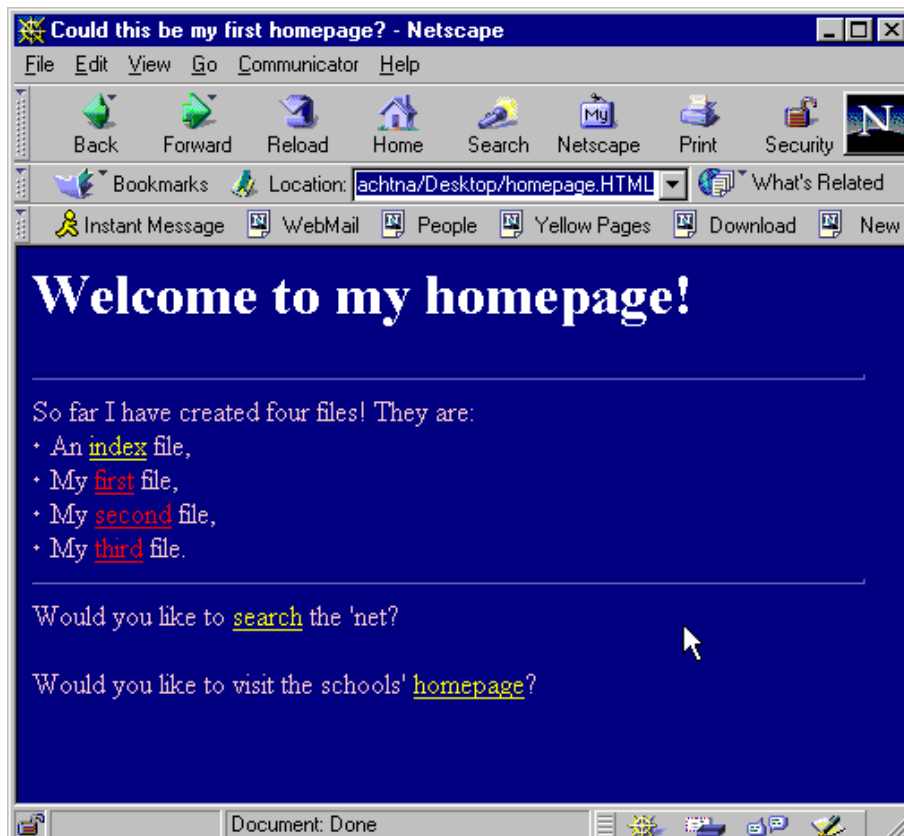 Could this be my first homepage? - Netscape
File Edit View Go Communicator Help
Back Forward Reload Home Search Netscape Print Security
My
N
Bookmarks Location: achtna/Desktop/homepage.HTML What's Related
Instant Message WebMail People Yellow Pages Download New
Welcome to my homepage!
So far I have created four files! They are:
· An index file,
· My first file,
· My second file,
· My third file.
Would you like to search the 'net?
Would you like to visit the schools' homepage?
Document: Done